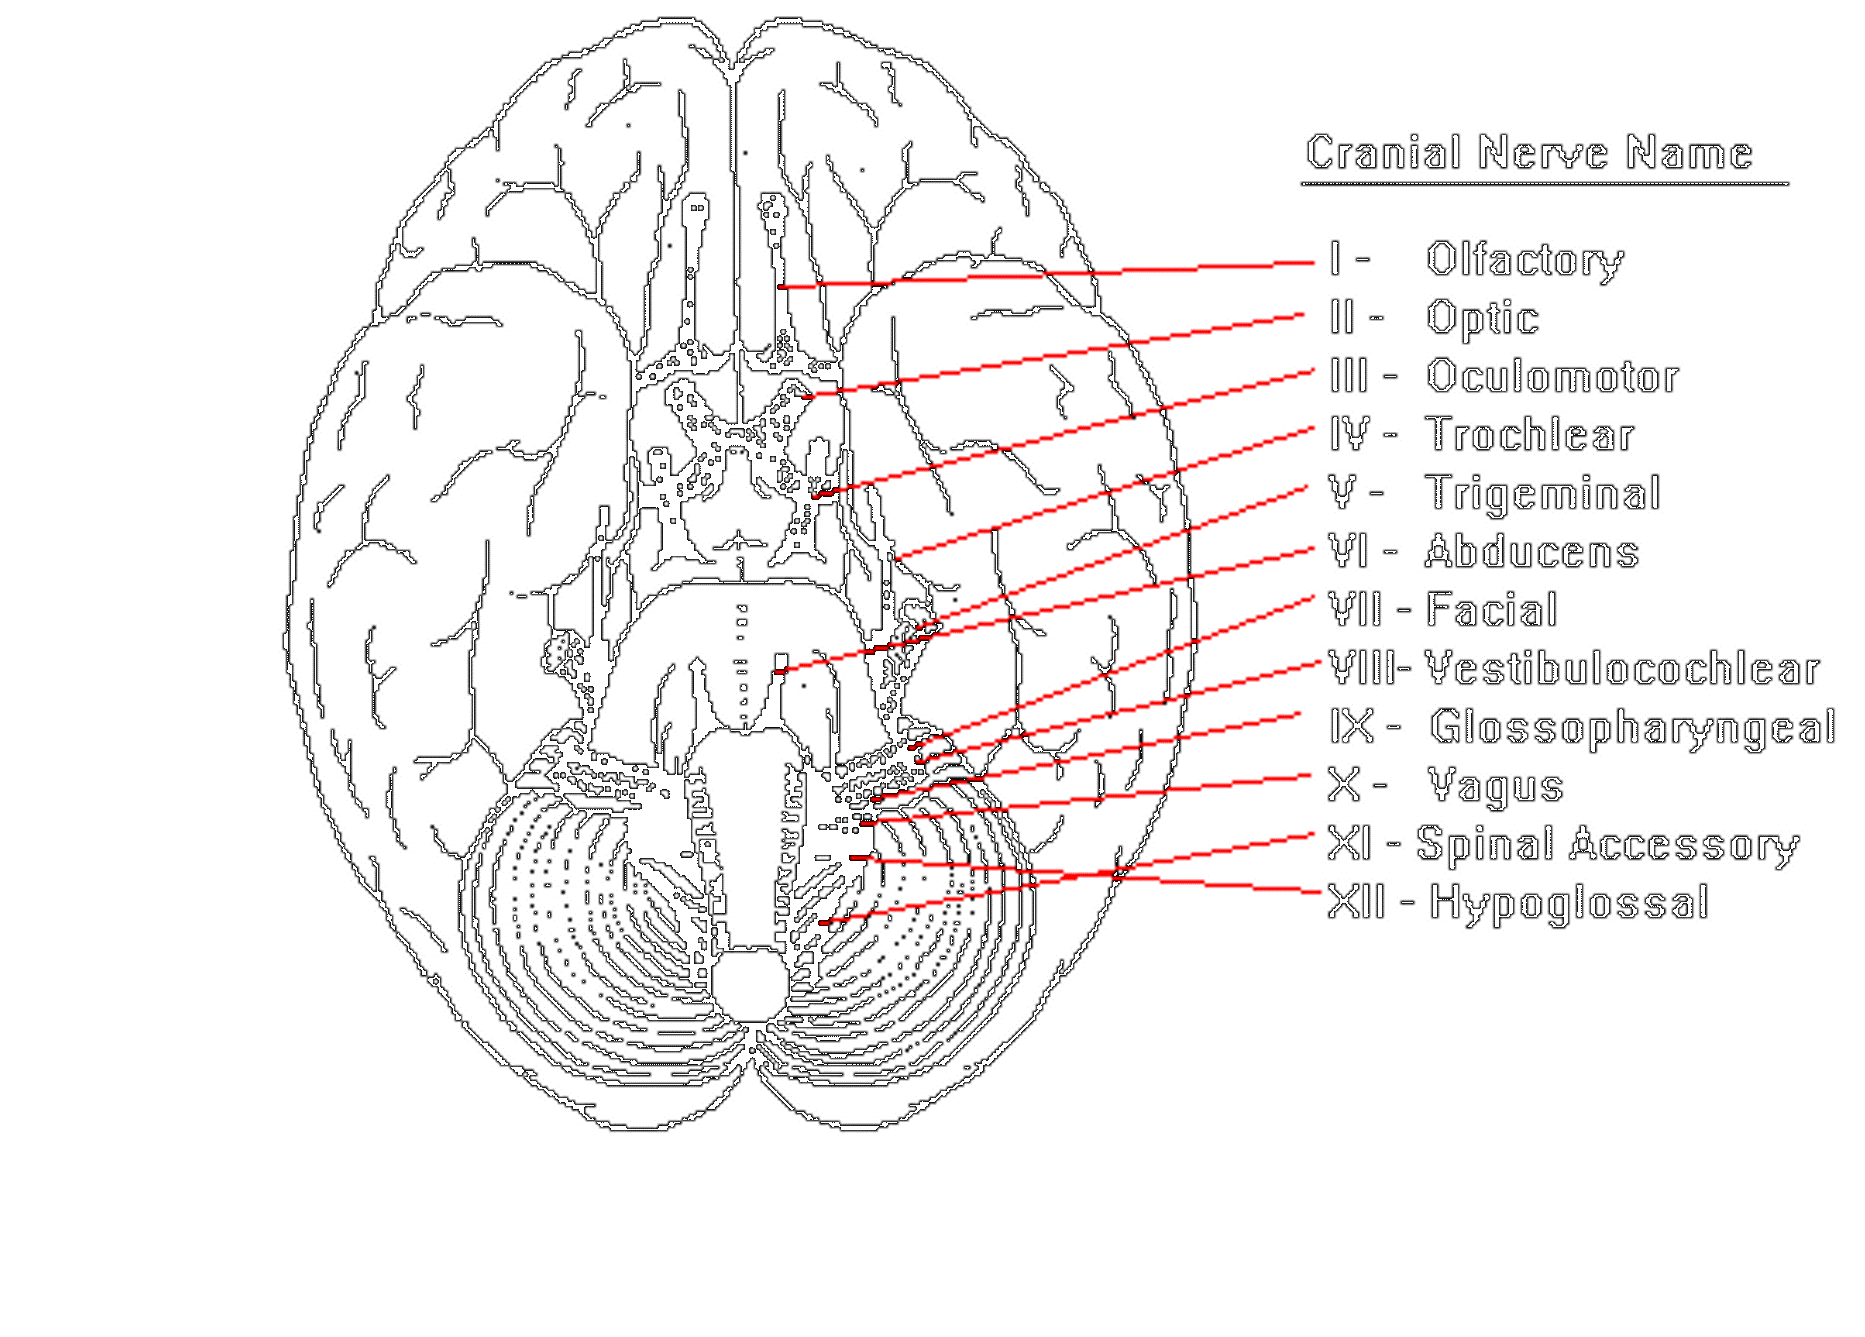 Cranial Nerve Name
I - Olfactory
II - Optic
III - Oculomotor
IV - Trochlear
V - Trigeminal
VI - Abducens
VII - Facial
VIII- Vestibulocochlear
IX - Glossopharyngeal
X - Vagus
XI - Spinal Accessory
XII - Hypoglossal